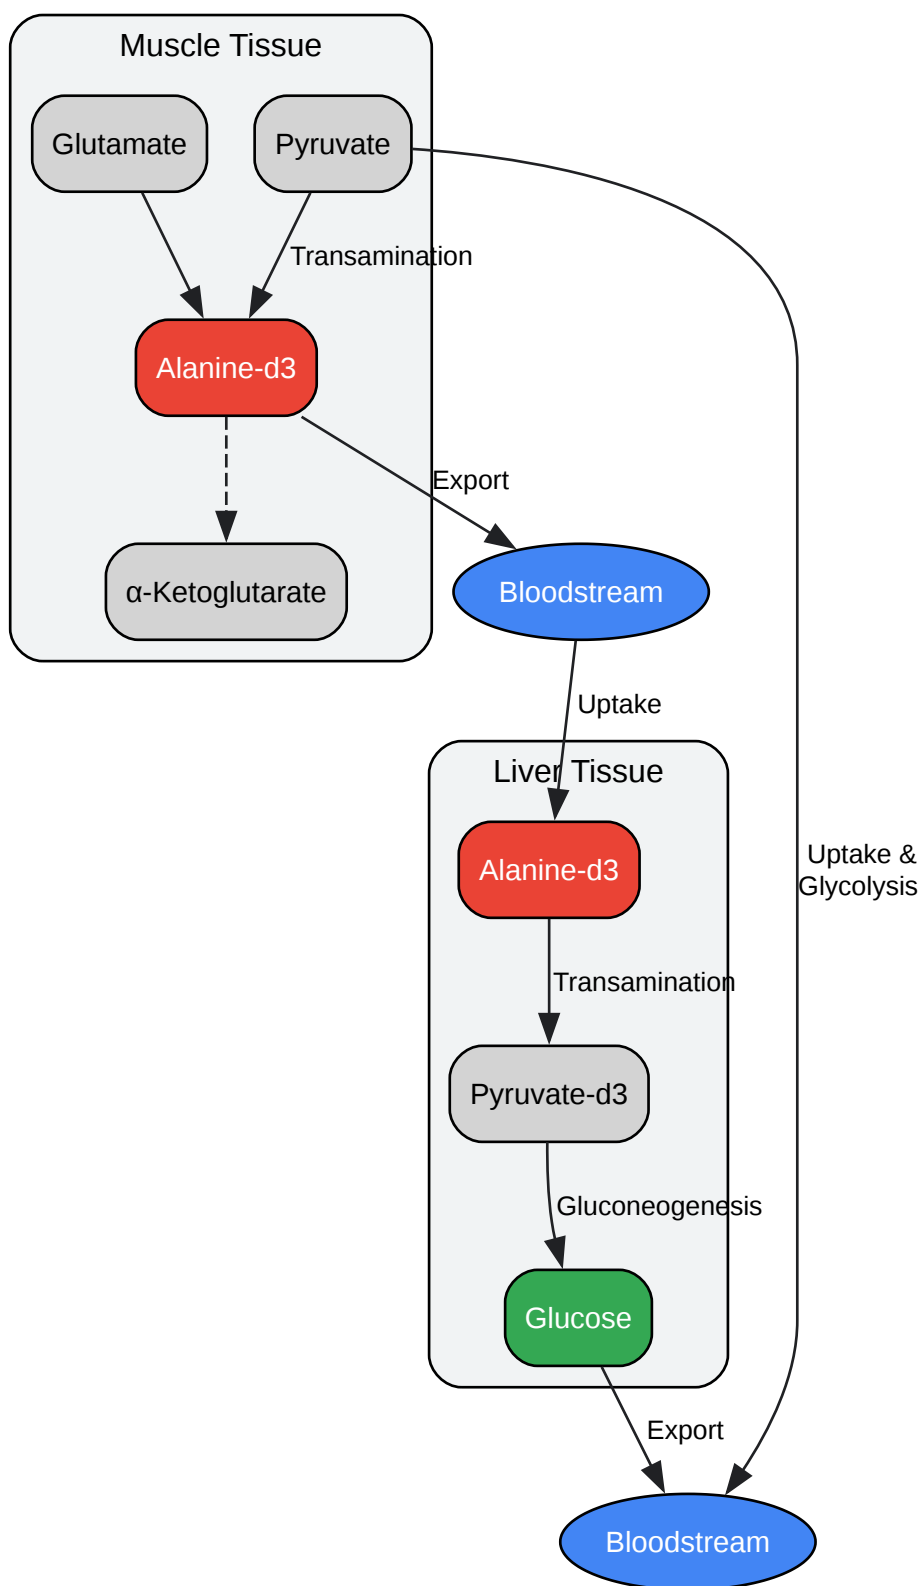 Muscle Tissue
Glutamate
Pyruvate
Transamination
Alanine-d3
Export
α-Ketoglutarate
Bloodstream
Uptake
Liver Tissue
Alanine-d3
Uptake &
Glycolysis
Transamination
Pyruvate-d3
Gluconeogenesis
Glucose
Export
Bloodstream